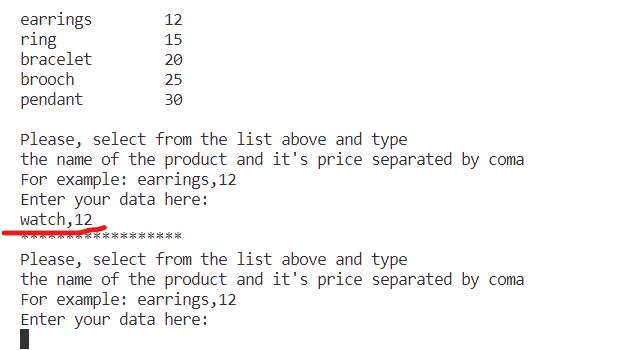 earrings 12
ring 15
bracelet 20
brooch 25
pendant 30
Please, select from the list above and type
the name of the product and it's price separated by coma
For example: earrings,12
Enter your data here:
watch,12
******************
Please, select from the list above and type
the name of the product and it's price separated by coma
For example: earrings,12
Enter your data here: